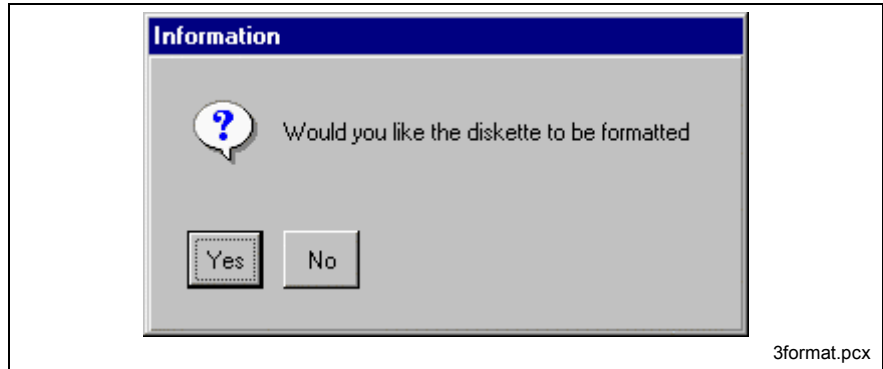 Information
?
Would you like the diskette to be formatted
Yes No
3format.pcx